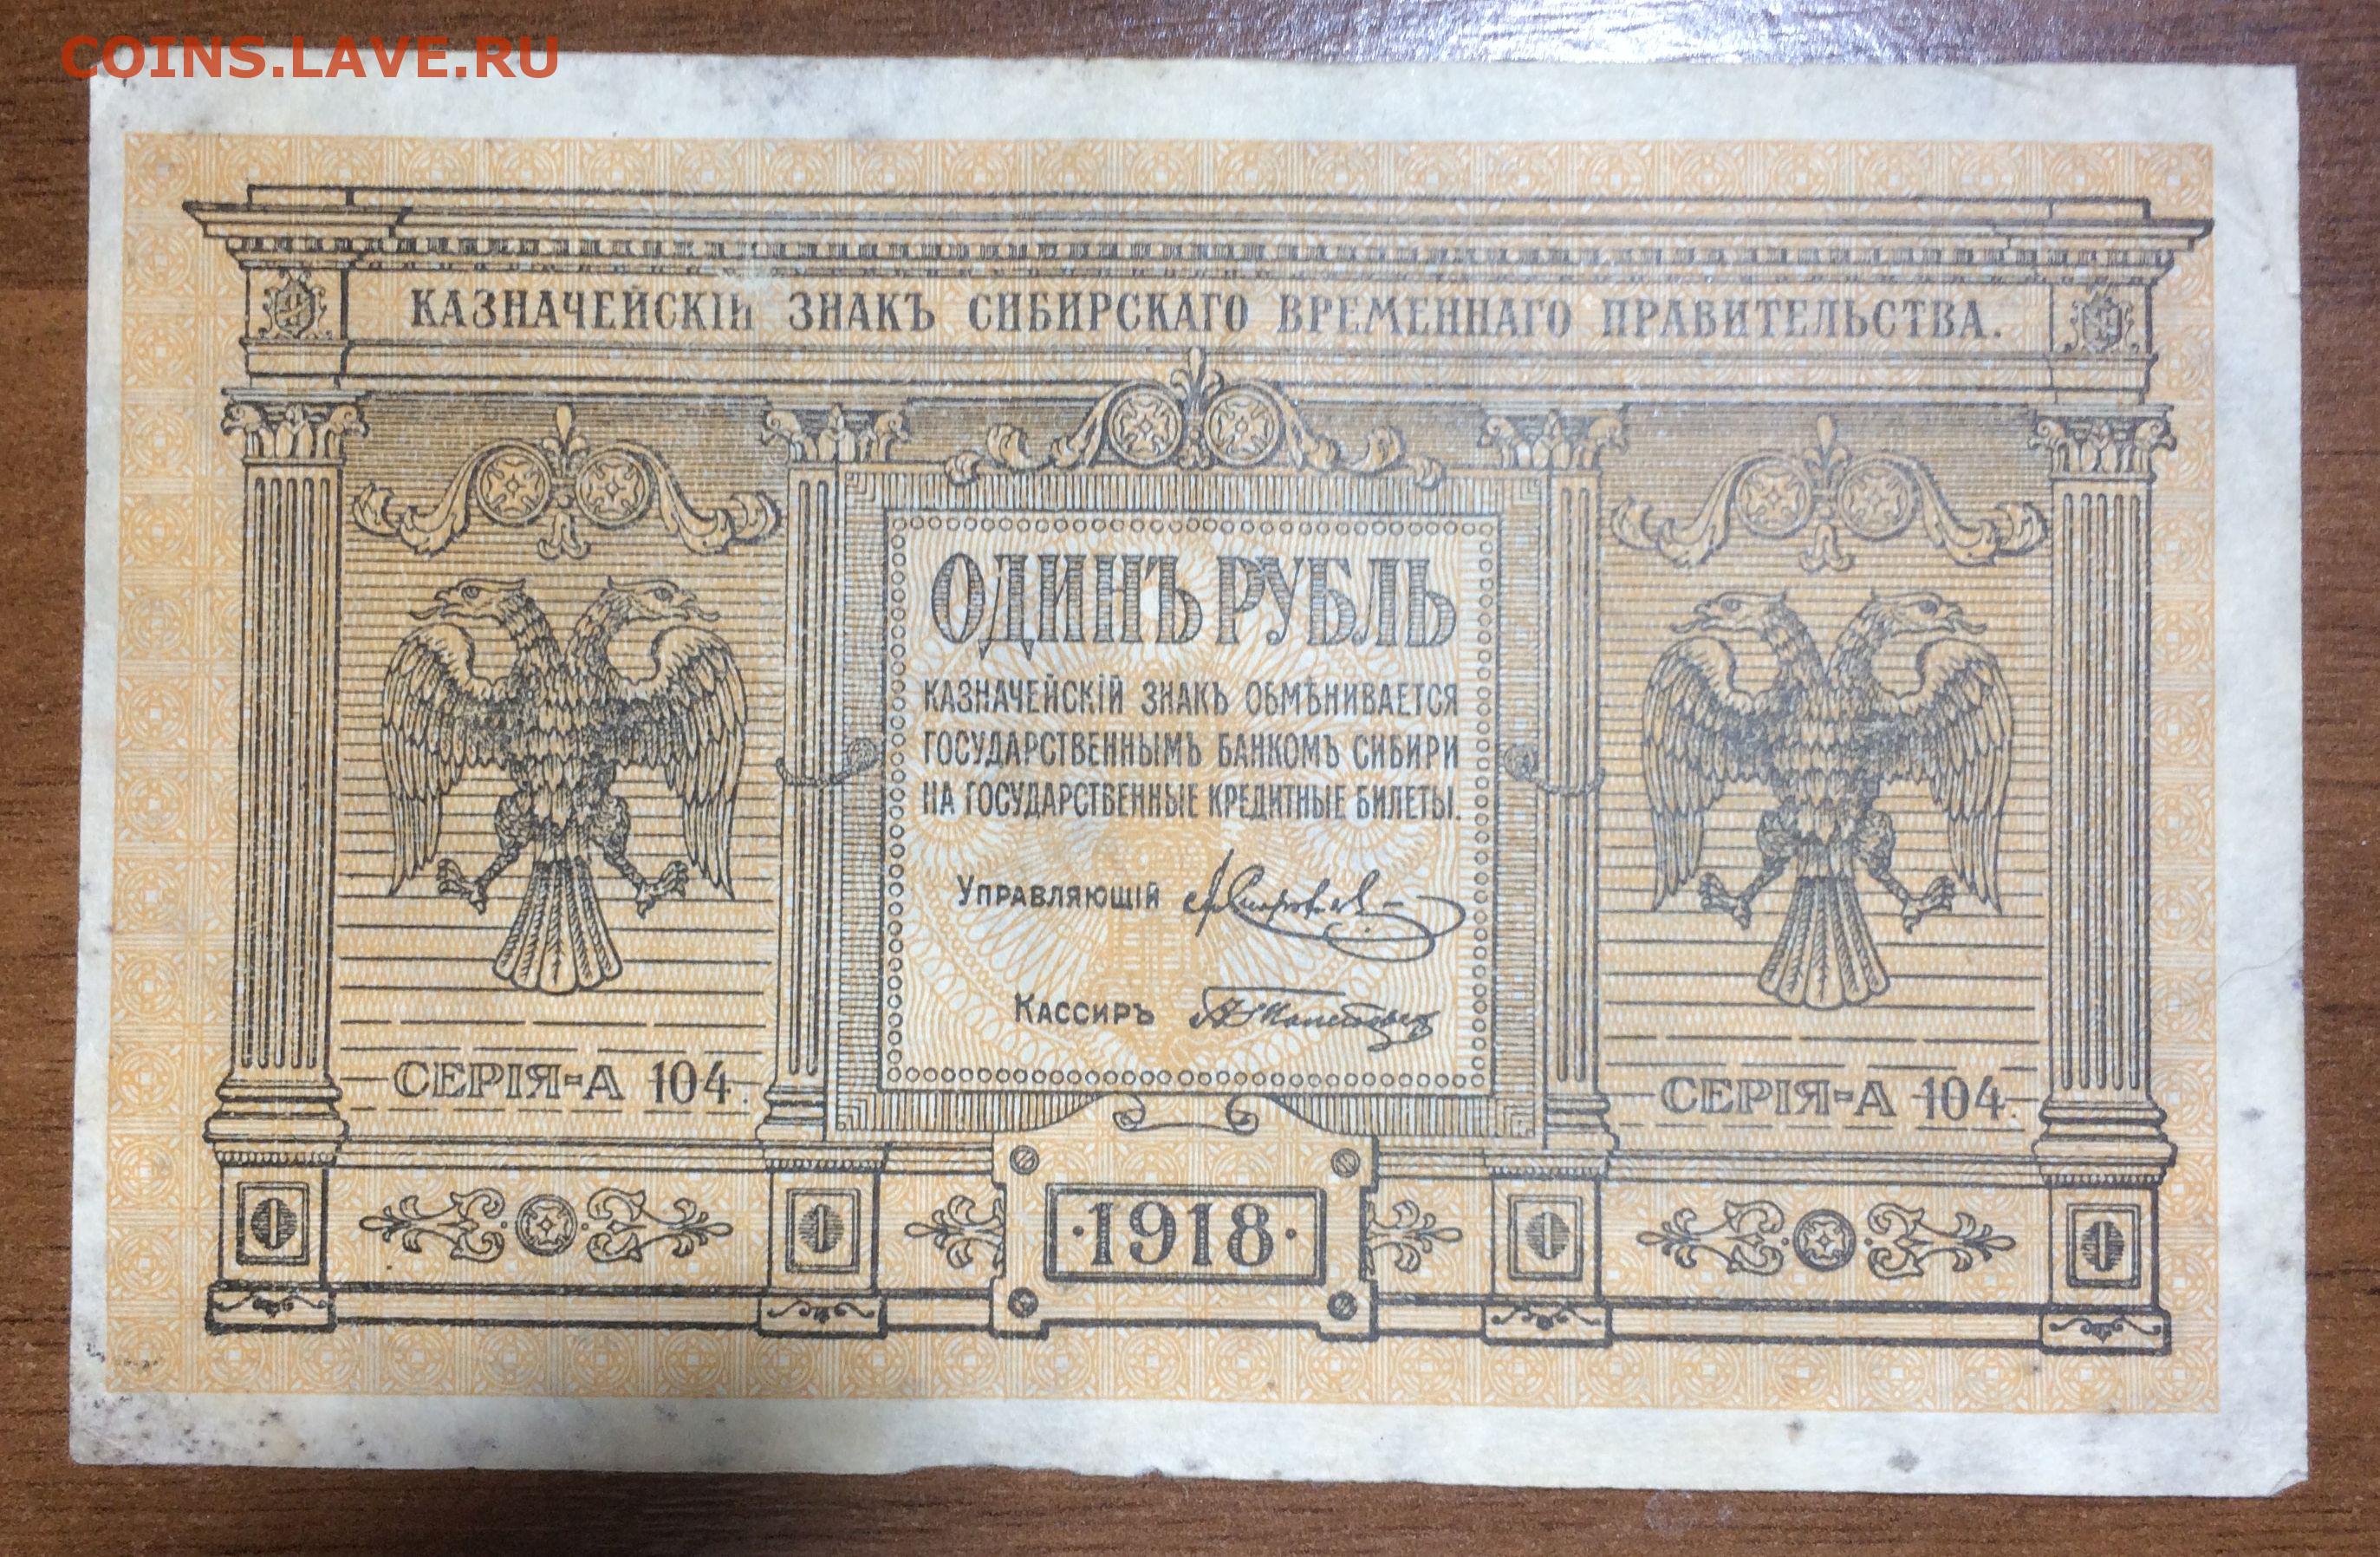 COINS.LAVE.RU
КАЗНАЧЕЙСКІЙ ЗНАКЪ СИБИРСКАГО ВРЕМЕННАГО ПРАВИТЕЛЬСТВА.
ОДИНЪ РУБЛЬ
КАЗНАЧЕЙСКІЙ ЗНАКЪ ОБМѢНИВАЕТСЯ
ГОСУДАРСТВЕННЫМЪ БАНКОМЪ СИБИРИ
НА ГОСУДАРСТВЕННЫЕ КРЕДИТНЫЕ БИЛЕТЫ.
УПРАВЛЯЮЩІЙ
КАССИРЪ
СЕРІЯ-А 104.
СЕРІЯ-А 104.
1 1 1 1
·1918·